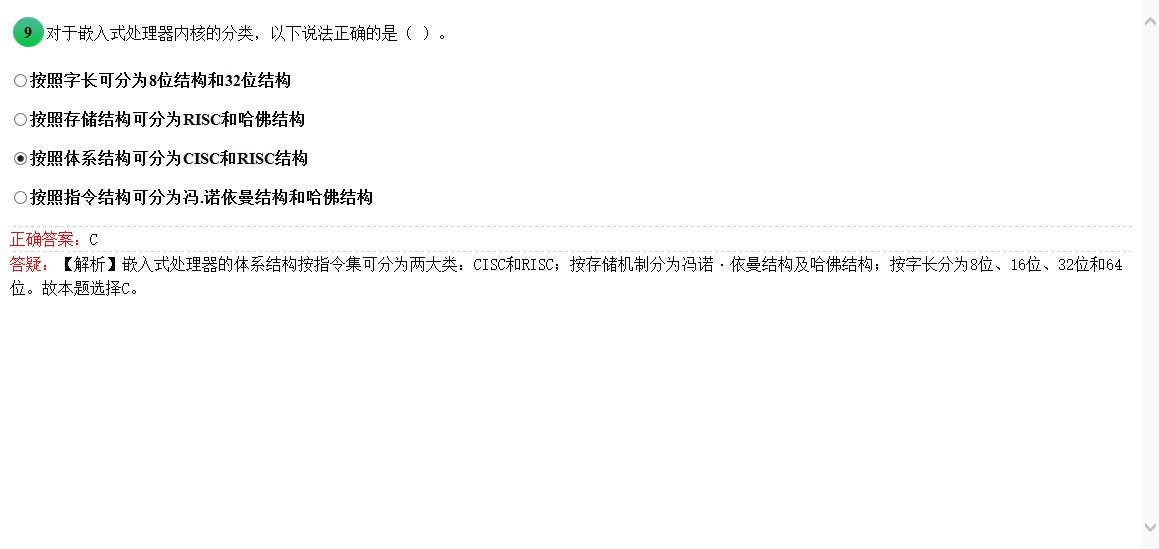 9 对于嵌入式处理器内核的分类，以下说法正确的是（ ）。
按照字长可分为8位结构和32位结构
按照存储结构可分为RISC和哈佛结构
按照体系结构可分为CISC和RISC结构
按照指令结构可分为冯.诺依曼结构和哈佛结构
正确答案：C
答疑：【解析】嵌入式处理器的体系结构按指令集可分为两大类：CISC和RISC；按存储机制分为冯诺·依曼结构及哈佛结构；按字长分为8位、16位、32位和64
位。故本题选择C。